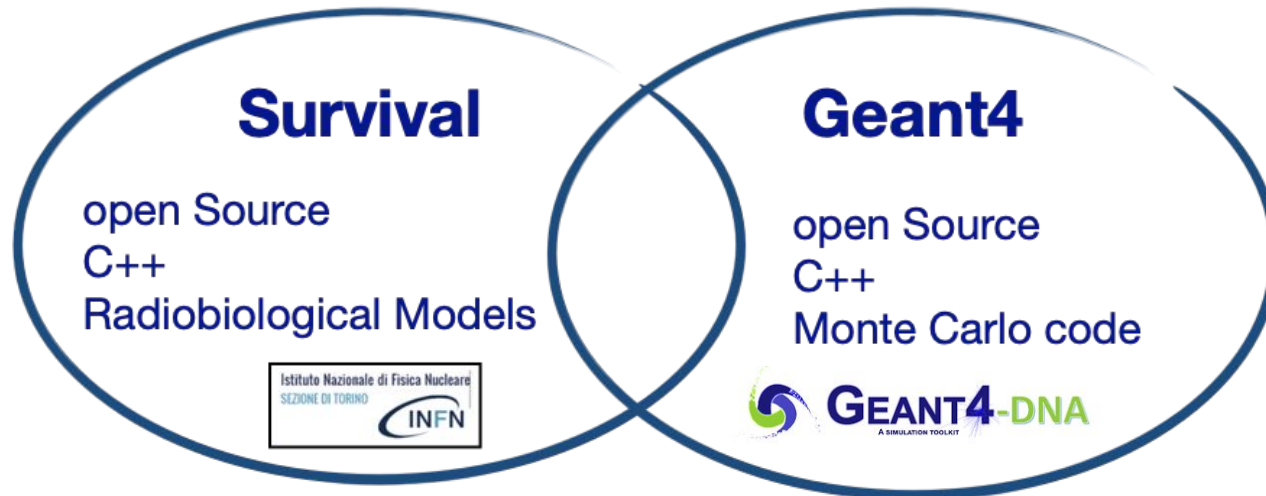 Survival
open Source
C++
Radiobiological Models
Istituto Nazionale di Fisica Nucleare
SEZIONE DI TORINO
INFN
Geant4
open Source
C++
Monte Carlo code
GEANT4-DNA
A SIMULATION TOOLKIT